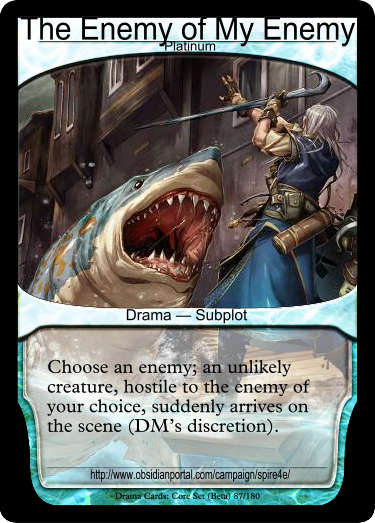 The Enemy of My Enemy
Platinum
Drama — Subplot
Choose an enemy; an unlikely
creature, hostile to the enemy of
your choice, suddenly arrives on
the scene (DM's discretion).
http://www.obsidianportal.com/campaign/spire4e/
Drama Cards: Core Set (Beta) 87/180